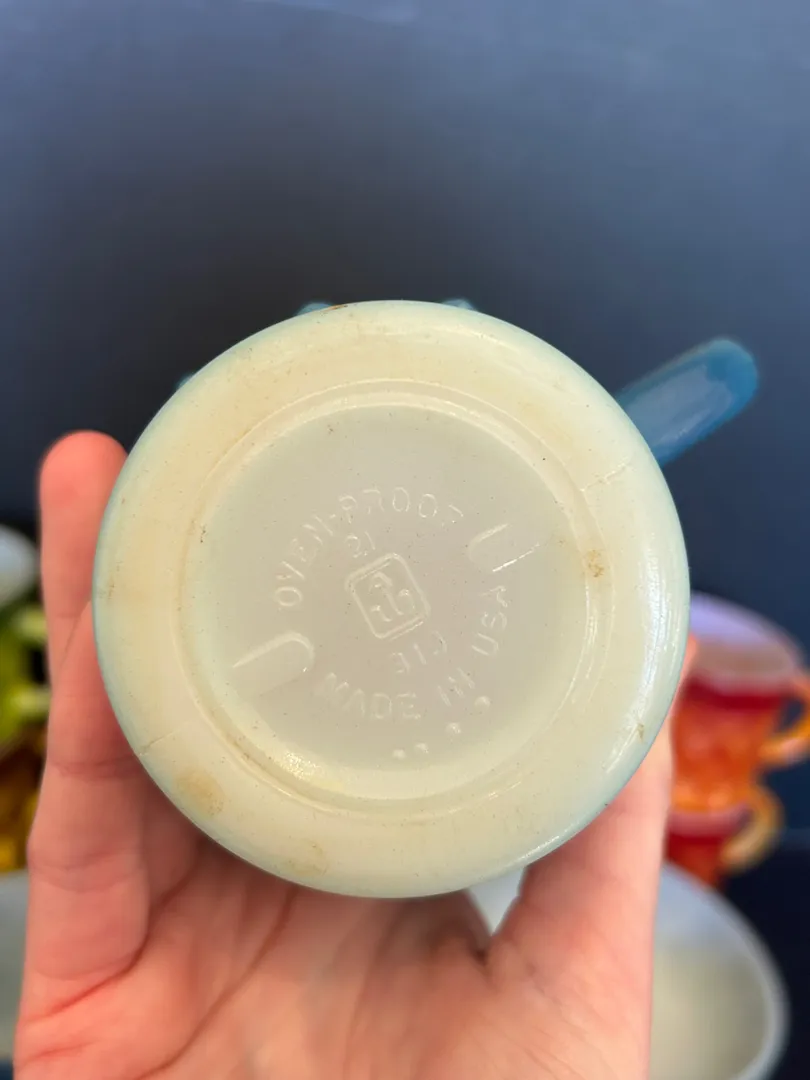 OVEN-PROOF
21
313
MADE IN USA